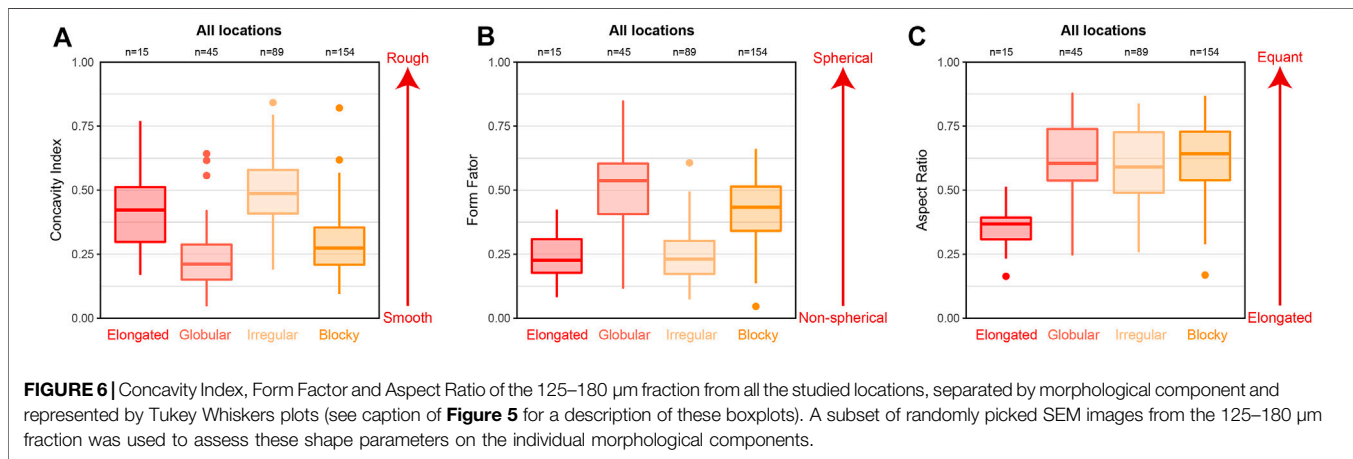 A
All locations
n=15 n=45 n=89 n=154
Rough
1.00
0.75
0.50
0.25
0.00
Concavity Index
Smooth
Elongated Globular Irregular Blocky
B
All locations
n=15 n=45 n=89 n=154
Spherical
1.00
0.75
0.50
0.25
0.00
Form Fator
Non-spherical
Elongated Globular Irregular Blocky
C
All locations
n=15 n=45 n=89 n=154
Equant
1.00
0.75
0.50
0.25
0.00
Aspect Ratio
Elongated
Elongated Globular Irregular Blocky
FIGURE 6 | Concavity Index, Form Factor and Aspect Ratio of the 125–180 μm fraction from all the studied locations, separated by morphological component and
represented by Tukey Whiskers plots (see caption of Figure 5 for a description of these boxplots). A subset of randomly picked SEM images from the 125–180 μm
fraction was used to assess these shape parameters on the individual morphological components.